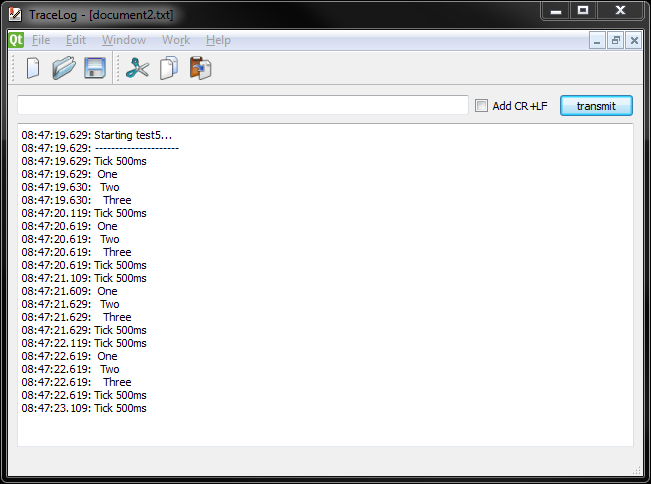 TraceLog - [document2.txt]
Qt File Edit Window Work Help
Add CR+LF transmit
08:47:19.629: Starting test5...
08:47:19.629: ---------------------
08:47:19.629: Tick 500ms
08:47:19.629:  One
08:47:19.630:   Two
08:47:19.630:    Three
08:47:20.119: Tick 500ms
08:47:20.619:  One
08:47:20.619:   Two
08:47:20.619:    Three
08:47:20.619: Tick 500ms
08:47:21.109: Tick 500ms
08:47:21.609:  One
08:47:21.629:   Two
08:47:21.629:    Three
08:47:21.629: Tick 500ms
08:47:22.119: Tick 500ms
08:47:22.619:  One
08:47:22.619:   Two
08:47:22.619:    Three
08:47:22.619: Tick 500ms
08:47:23.109: Tick 500ms